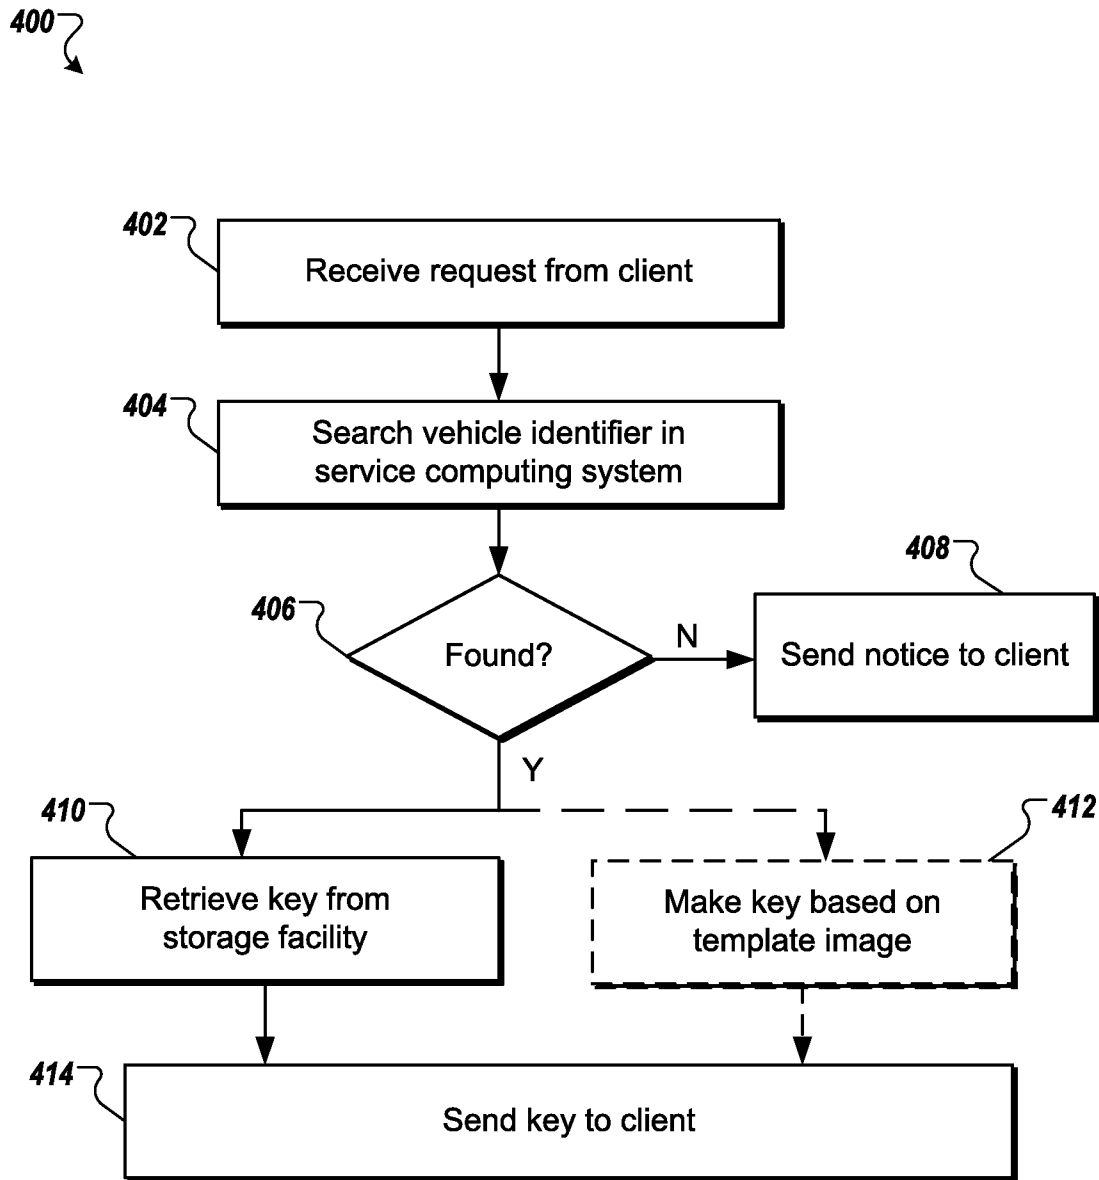 400
402
Receive request from client
404
Search vehicle identifier in
service computing system
408
406
Found?
N
Send notice to client
Y
410
412
Retrieve key from
storage facility
Make key based on
template image
414
Send key to client